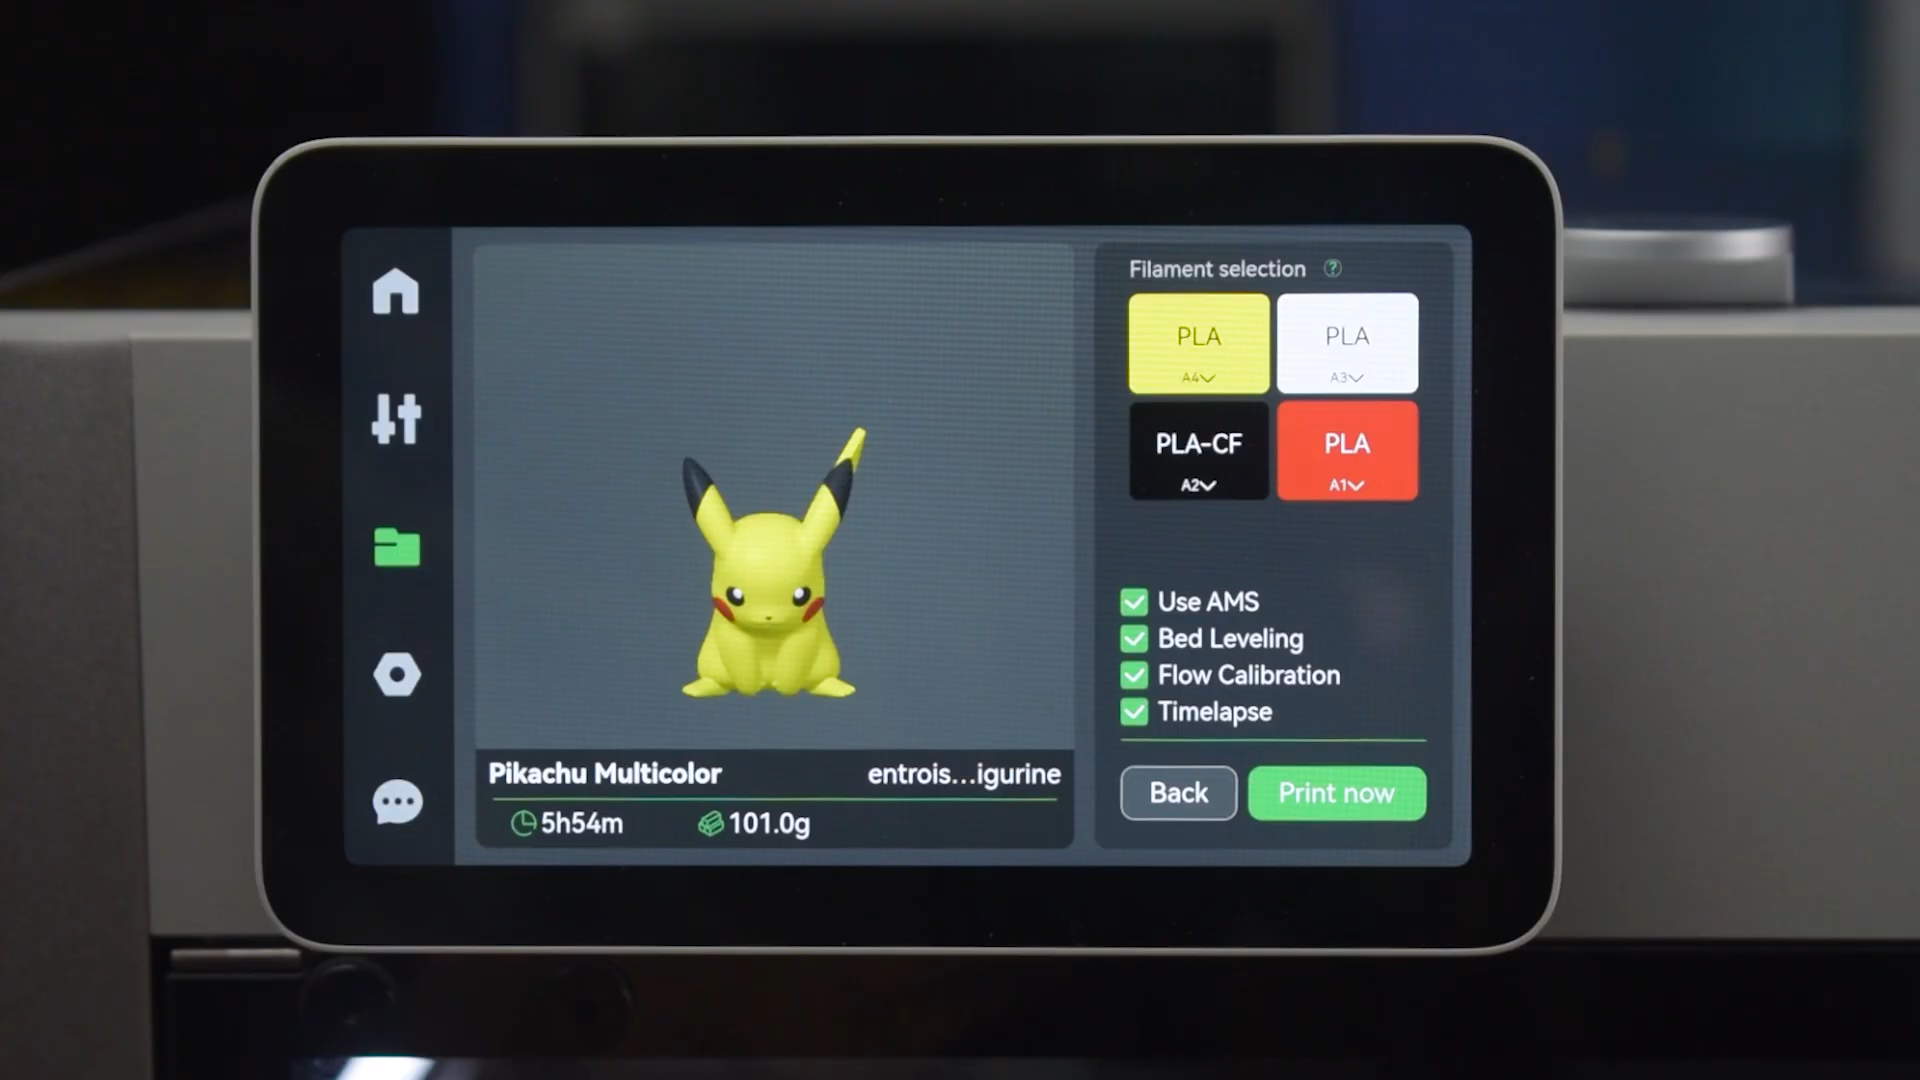 Filament selection ?
PLA
A4
PLA
A3
PLA-CF
A2
PLA
A1
Use AMS
Bed Leveling
Flow Calibration
Timelapse
Back
Print now
Pikachu Multicolor
entrois...igurine
5h54m
101.0g